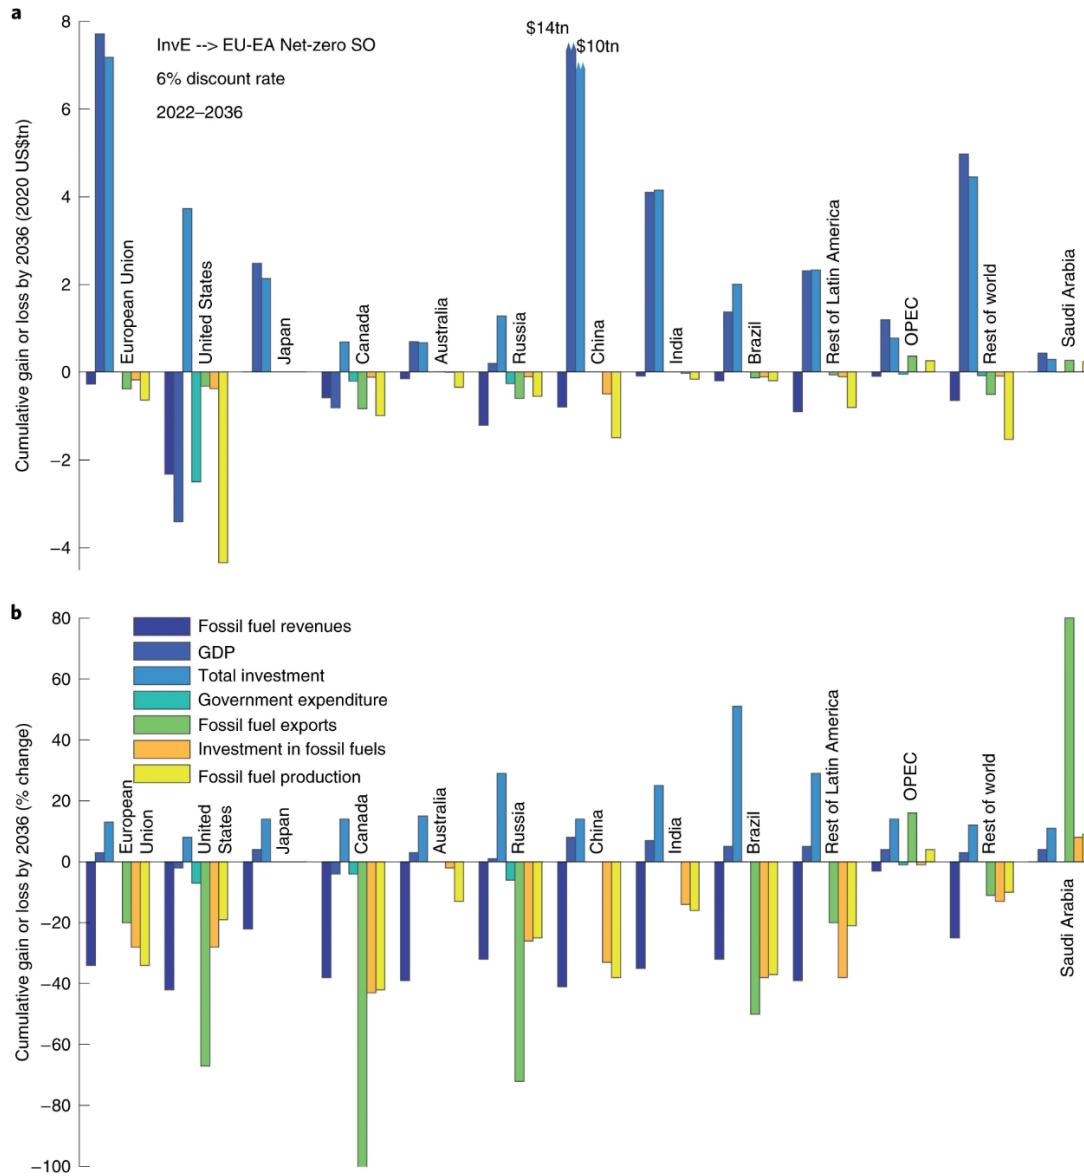 a
Cumulative gain or loss by 2036 (2020 US$tn)
8
6
4
2
0
−2
−4
InvE --> EU-EA Net-zero SO
6% discount rate
2022–2036
$14tn
$10tn
European Union
United States
Japan
Canada
Australia
Russia
China
India
Brazil
Rest of Latin America
OPEC
Rest of world
Saudi Arabia
b
Cumulative gain or loss by 2036 (% change)
80
60
40
20
0
−20
−40
−60
−80
−100
Fossil fuel revenues
GDP
Total investment
Government expenditure
Fossil fuel exports
Investment in fossil fuels
Fossil fuel production
European
Union
United
States
Japan
Canada
Australia
Russia
China
India
Brazil
Rest of Latin America
OPEC
Rest of world
Saudi Arabia